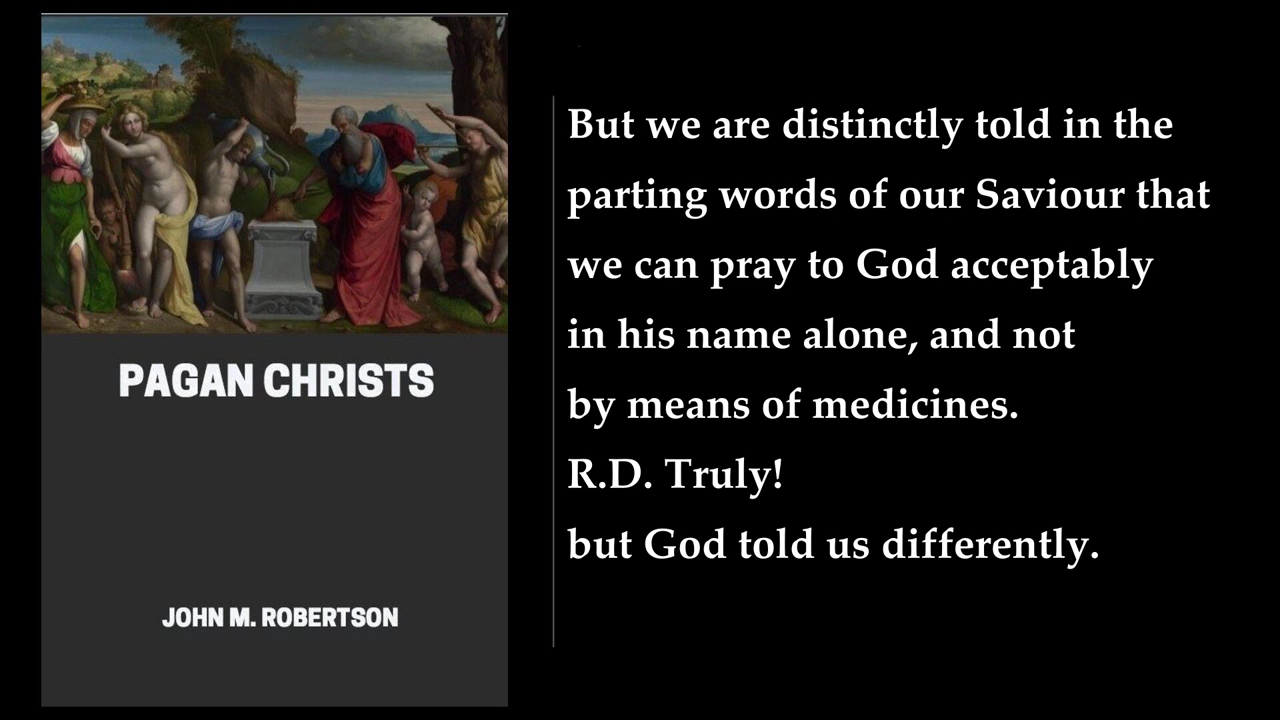 PAGAN CHRISTS
JOHN M. ROBERTSON
But we are distinctly told in the
parting words of our Saviour that
we can pray to God acceptably
in his name alone, and not
by means of medicines.
R.D. Truly!
but God told us differently.